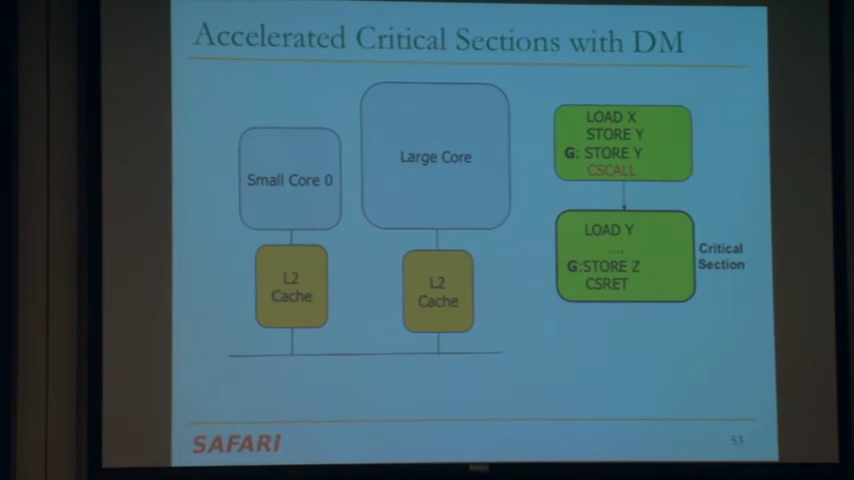 Accelerated Critical Sections with DM
Small Core 0
Large Core
L2
Cache
L2
Cache
LOAD X
STORE Y
G: STORE Y
CSCALL
LOAD Y
....
G:STORE Z
CSRET
Critical
Section
SAFARI
53